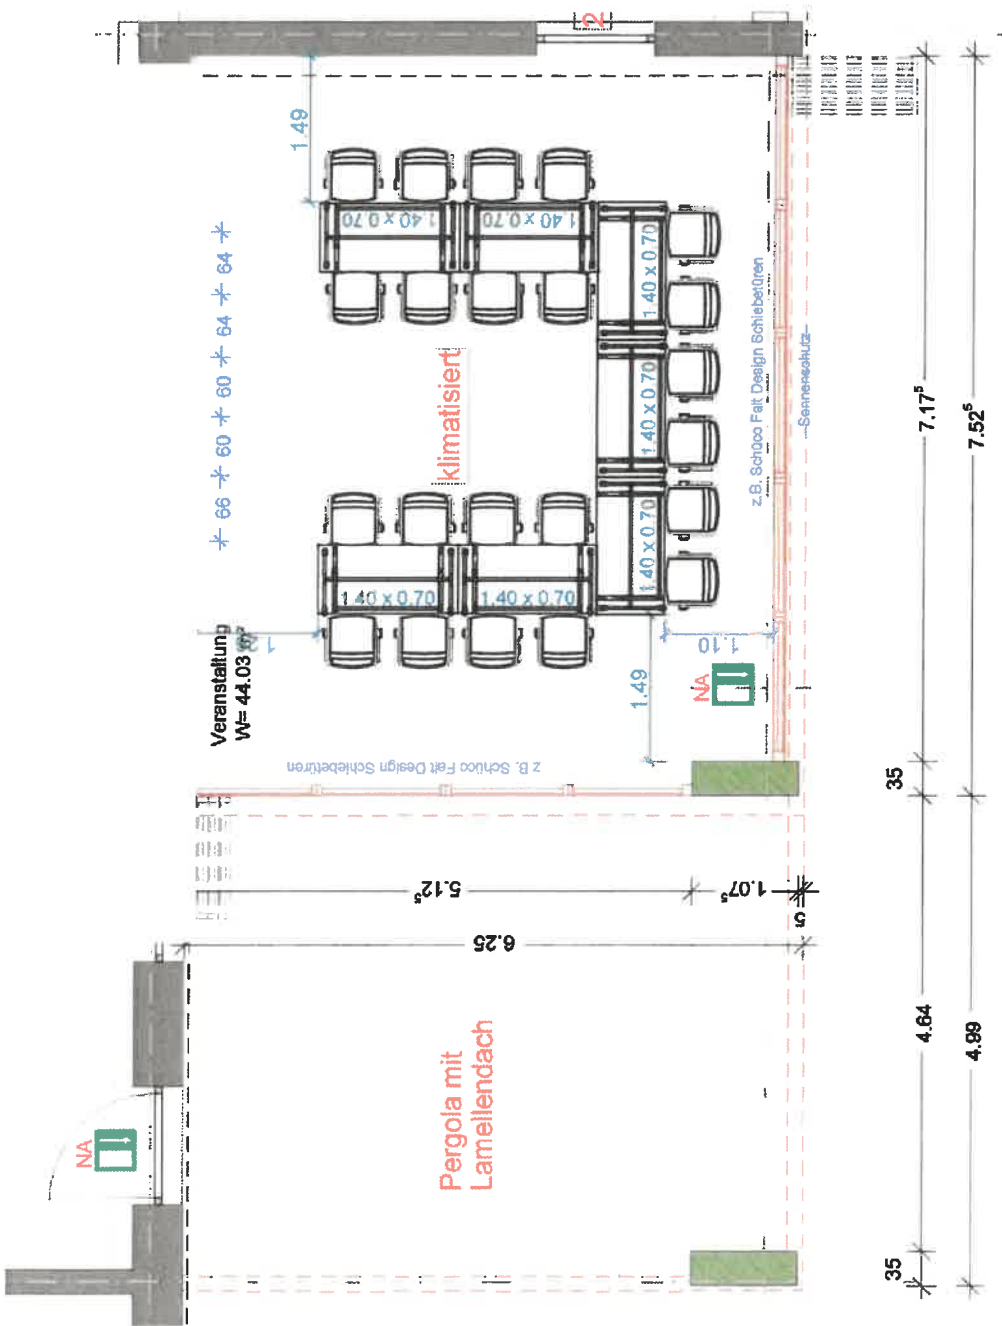 2
1.49
1.40 x 0.70
1.40 x 0.70
1.40 x 0.70
1.40 x 0.70
1.40 x 0.70
1.40 x 0.70
1.40 x 0.70
66 60 60 64 64
klimatisiert
z.B. Schüco Falt Design Schiebetüren
Sonnenschutz
Veranstaltung
W= 44.03 m²
1.49
1.10
NA
z.B. Schüco Falt Design Schiebetüren
35
7.17⁵
7.52⁵
5.12⁵
1.07⁵
5
6.25
NA
Pergola mit
Lamellendach
4.64
4.99
35